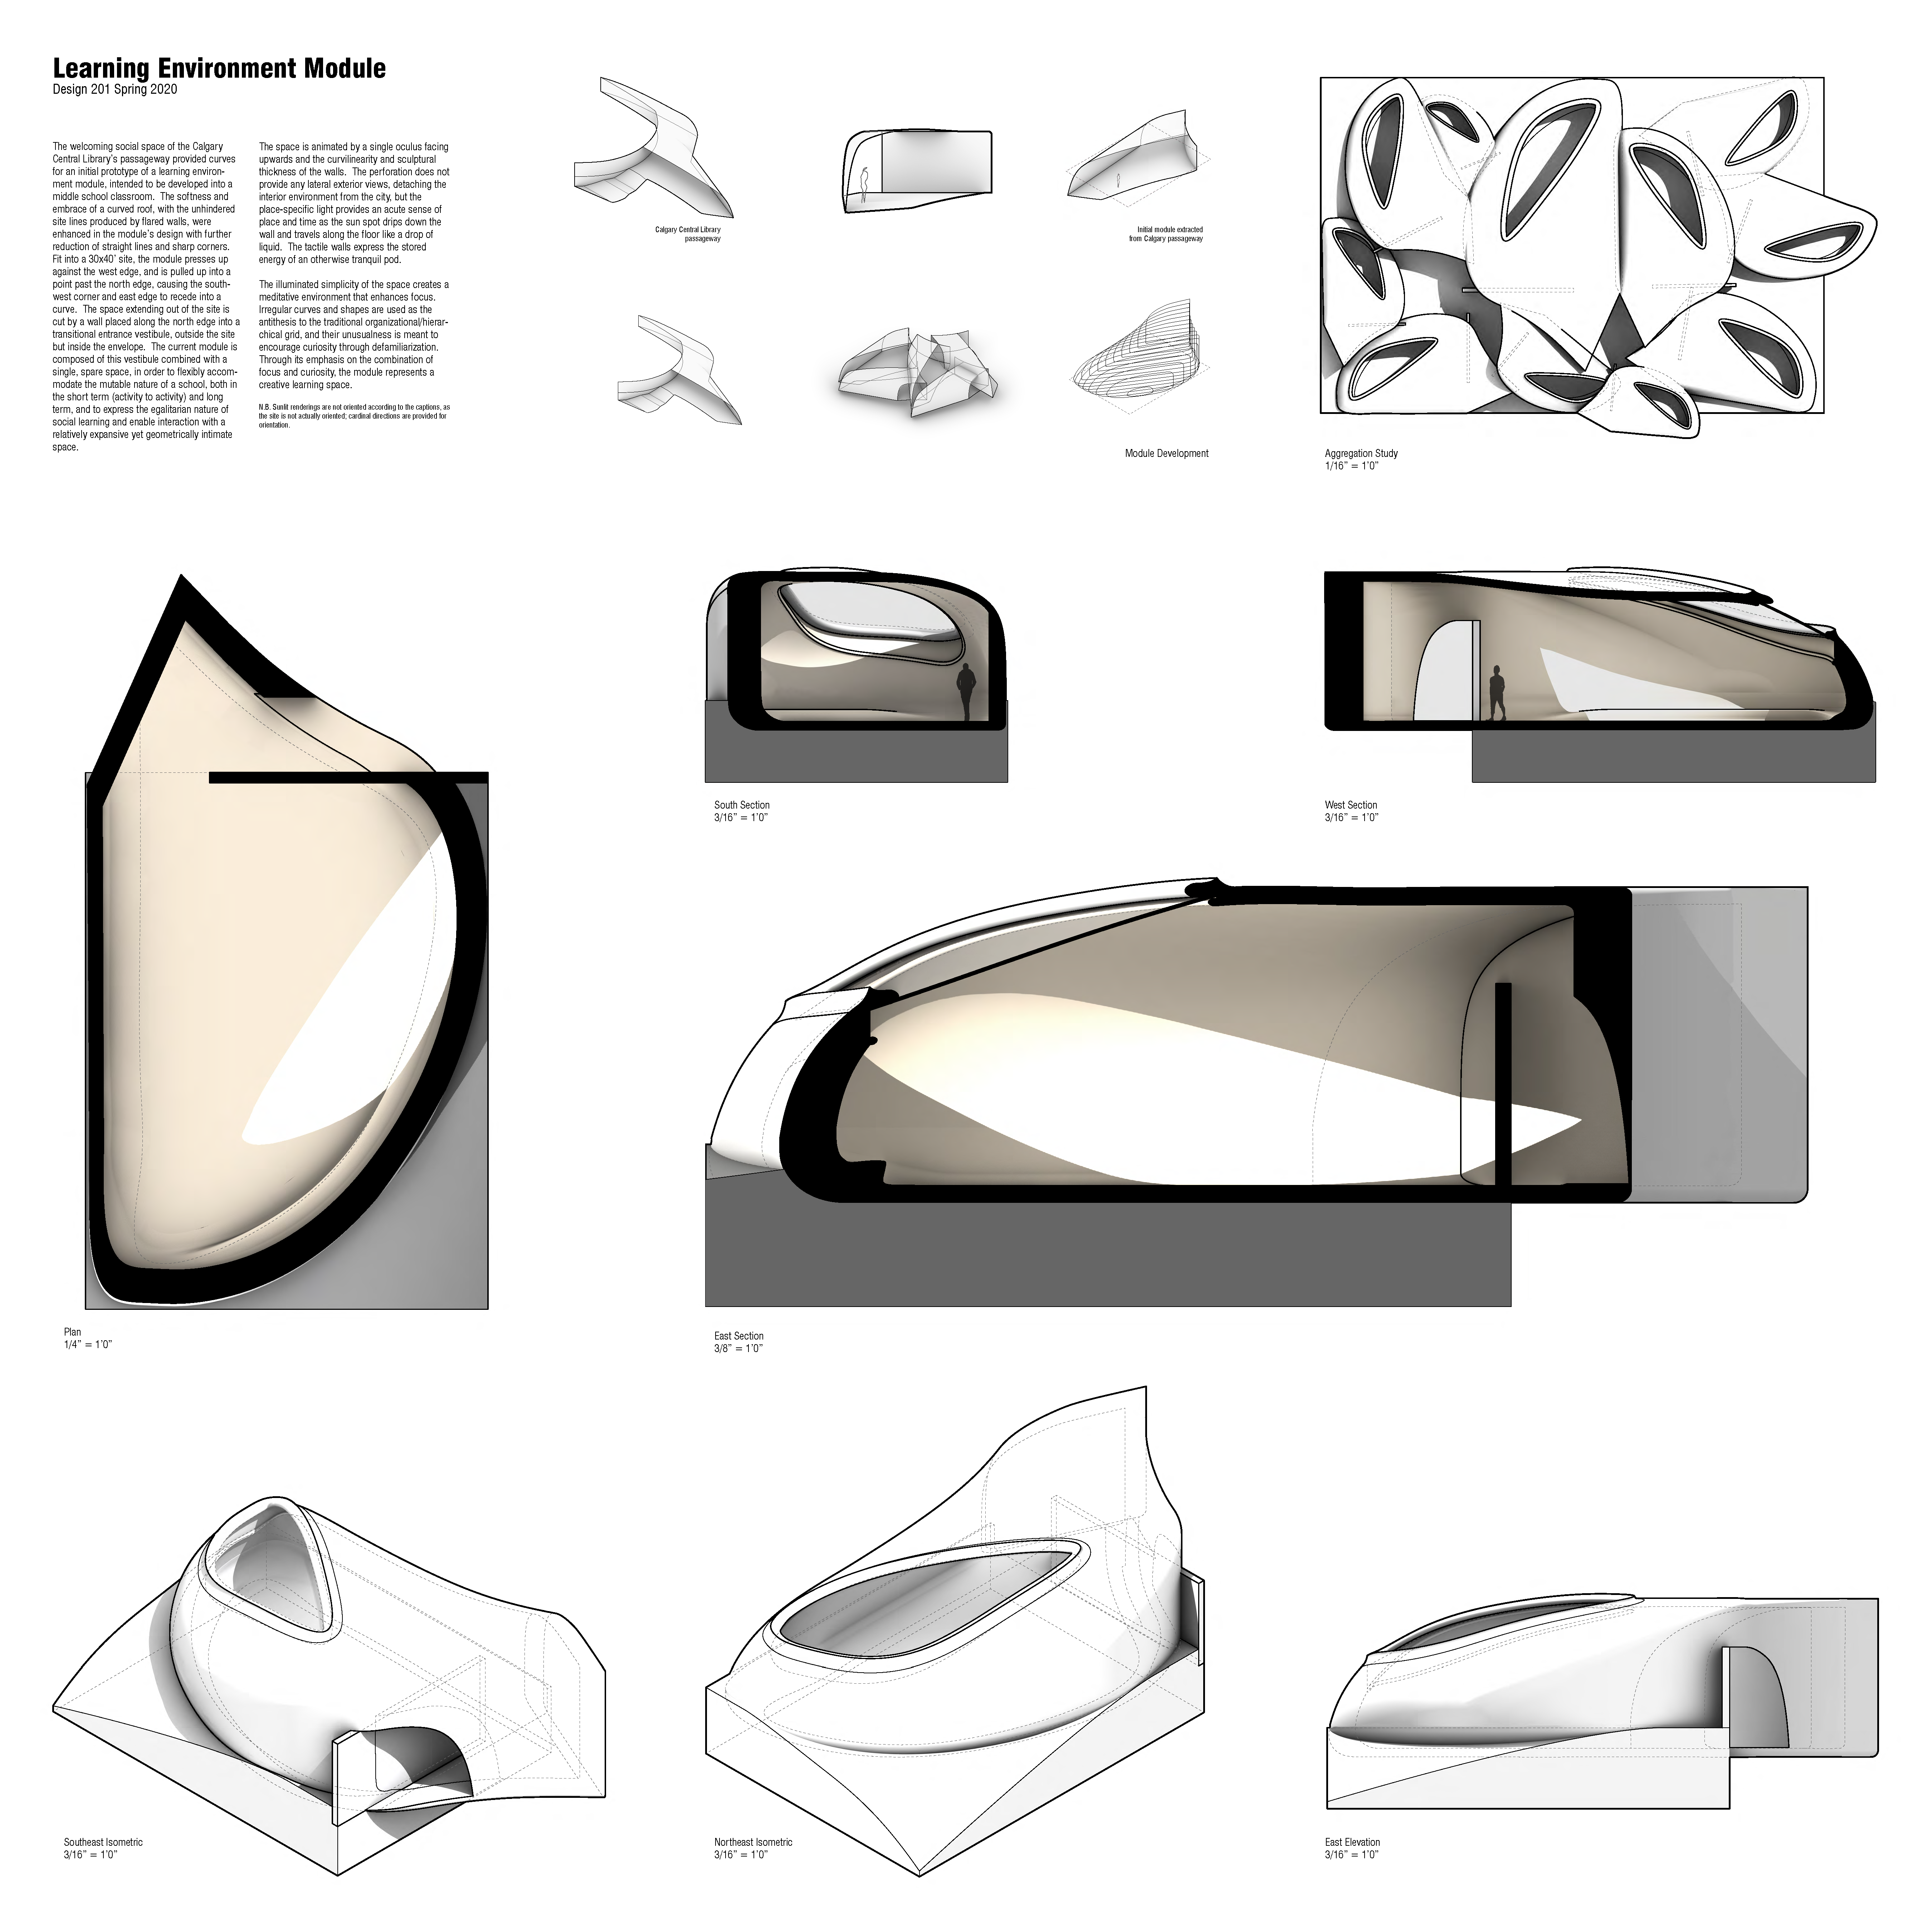 Learning Environment Module
Design 201 Spring 2020
The welcoming social space of the Calgary
Central Library's passageway provided curves
for an initial prototype of a learning environ-
ment module, intended to be developed into a
middle school classroom.  The softness and
embrace of a curved roof, with the unhindered
site lines produced by flared walls, were
enhanced in the module's design with further
reduction of straight lines and sharp corners.
Fit into a 30x40' site, the module presses up
against the west edge, and is pulled up into a
point past the north edge, causing the south-
west corner and east edge to recede into a
curve.  The space extending out of the site is
cut by a wall placed along the north edge into a
transitional entrance vestibule, outside the site
but inside the envelope.  The current module is
composed of this vestibule combined with a
single, spare space, in order to flexibly accom-
modate the mutable nature of a school, both in
the short term (activity to activity) and long
term, and to express the egalitarian nature of
social learning and enable interaction with a
relatively expansive yet geometrically intimate
space.
The space is animated by a single oculus facing
upwards and the curvilinearity and sculptural
thickness of the walls.  The perforation does not
provide any lateral exterior views, detaching the
interior environment from the city, but the
place-specific light provides an acute sense of
place and time as the sun spot drips down the
wall and travels along the floor like a drop of
liquid.  The tactile walls express the stored
energy of an otherwise tranquil pod.
The illuminated simplicity of the space creates a
meditative environment that enhances focus.
Irregular curves and shapes are used as the
antithesis to the traditional organizational/hierar-
chical grid, and their unusualness is meant to
encourage curiosity through defamiliarization.
Through its emphasis on the combination of
focus and curiosity, the module represents a
creative learning space.
N.B. Sunlit renderings are not oriented according to the captions, as
the site is not actually oriented; cardinal directions are provided for
orientation.
Calgary Central Library
passageway
Initial module extracted
from Calgary passageway
Module Development
Aggregation Study
1/16" = 1'0"
South Section
3/16" = 1'0"
West Section
3/16" = 1'0"
Plan
1/4" = 1'0"
East Section
3/8" = 1'0"
Southeast Isometric
3/16" = 1'0"
Northeast Isometric
3/16" = 1'0"
East Elevation
3/16" = 1'0"